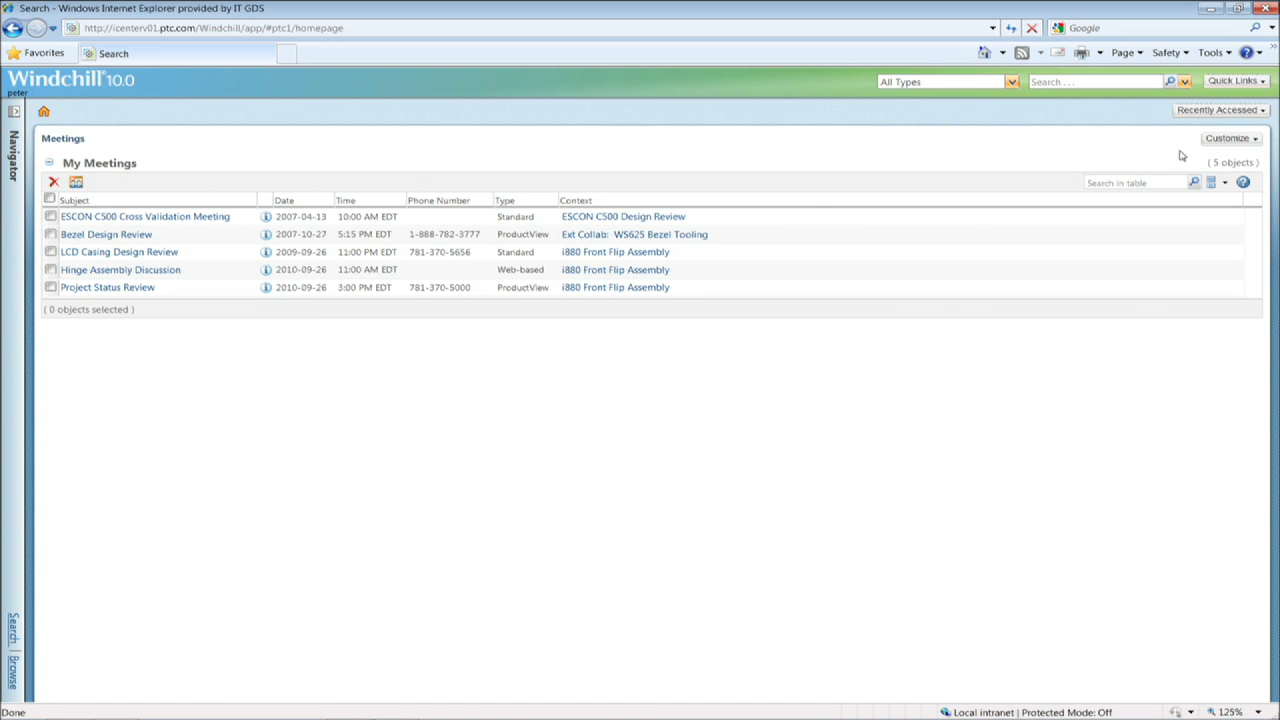 Search - Windows Internet Explorer provided by IT GDS
http://icenterv01.ptc.com/Windchill/app/#ptc1/homepage
Google
Favorites Search Page Safety Tools
Windchill 10.0 All Types Search . . . Quick Links
peter
Recently Accessed
Navigator
Meetings Customize
My Meetings ( 5 objects )
Search in table
Subject Date Time Phone Number Type Context
ESCON C500 Cross Validation Meeting 2007-04-13 10:00 AM EDT Standard ESCON C500 Design Review
Bezel Design Review 2007-10-27 5:15 PM EDT 1-888-782-3777 ProductView Ext Collab: WS625 Bezel Tooling
LCD Casing Design Review 2009-09-26 11:00 PM EDT 781-370-5656 Standard i880 Front Flip Assembly
Hinge Assembly Discussion 2010-09-26 11:00 AM EDT Web-based i880 Front Flip Assembly
Project Status Review 2010-09-26 3:00 PM EDT 781-370-5000 ProductView i880 Front Flip Assembly
( 0 objects selected )
Search
Browse
Done Local intranet | Protected Mode: Off 125%